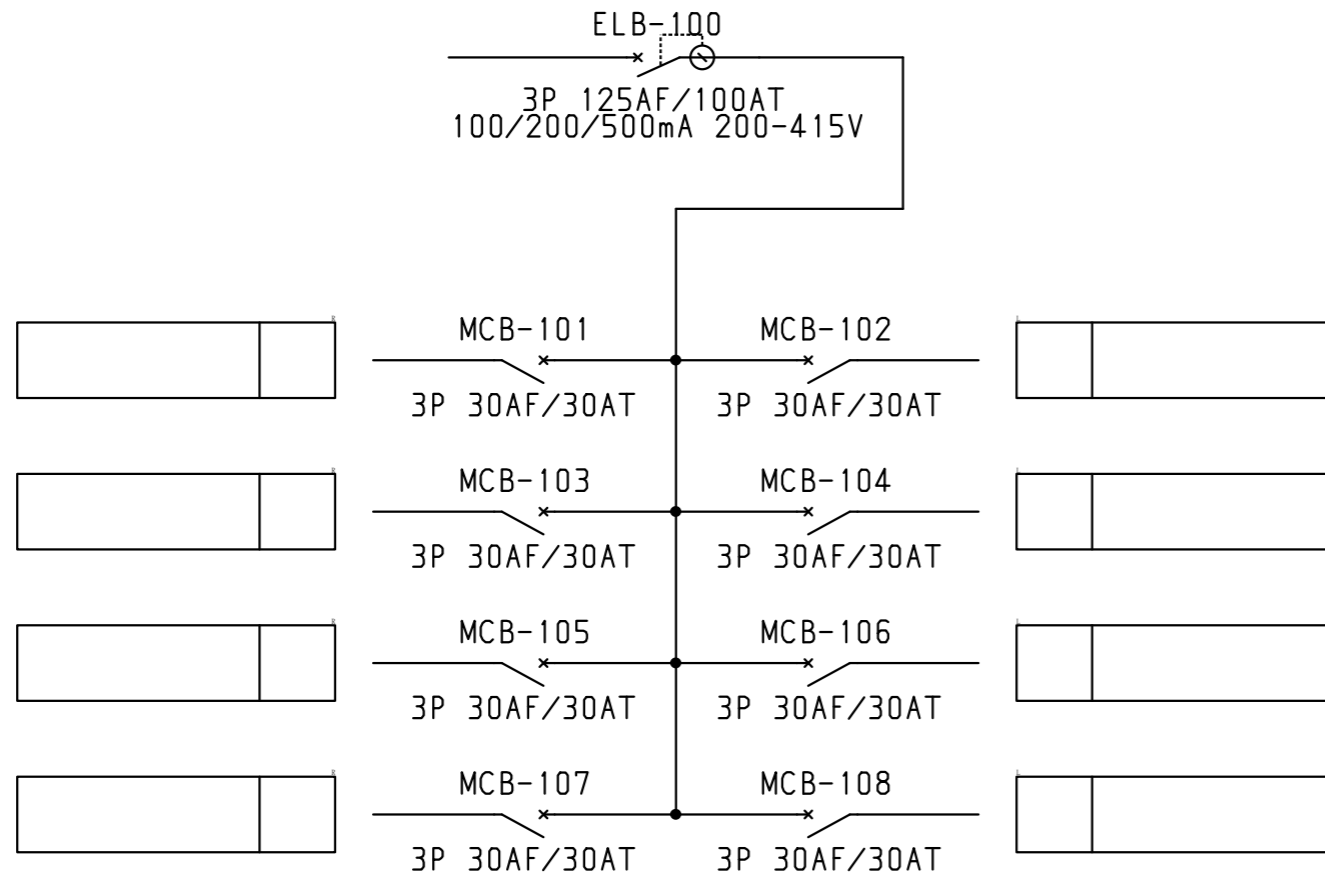 ELB-100
3P 125AF/100AT
100/200/500mA 200-415V
MCB-101 MCB-102
3P 30AF/30AT 3P 30AF/30AT
MCB-103 MCB-104
3P 30AF/30AT 3P 30AF/30AT
MCB-105 MCB-106
3P 30AF/30AT 3P 30AF/30AT
MCB-107 MCB-108
3P 30AF/30AT 3P 30AF/30AT